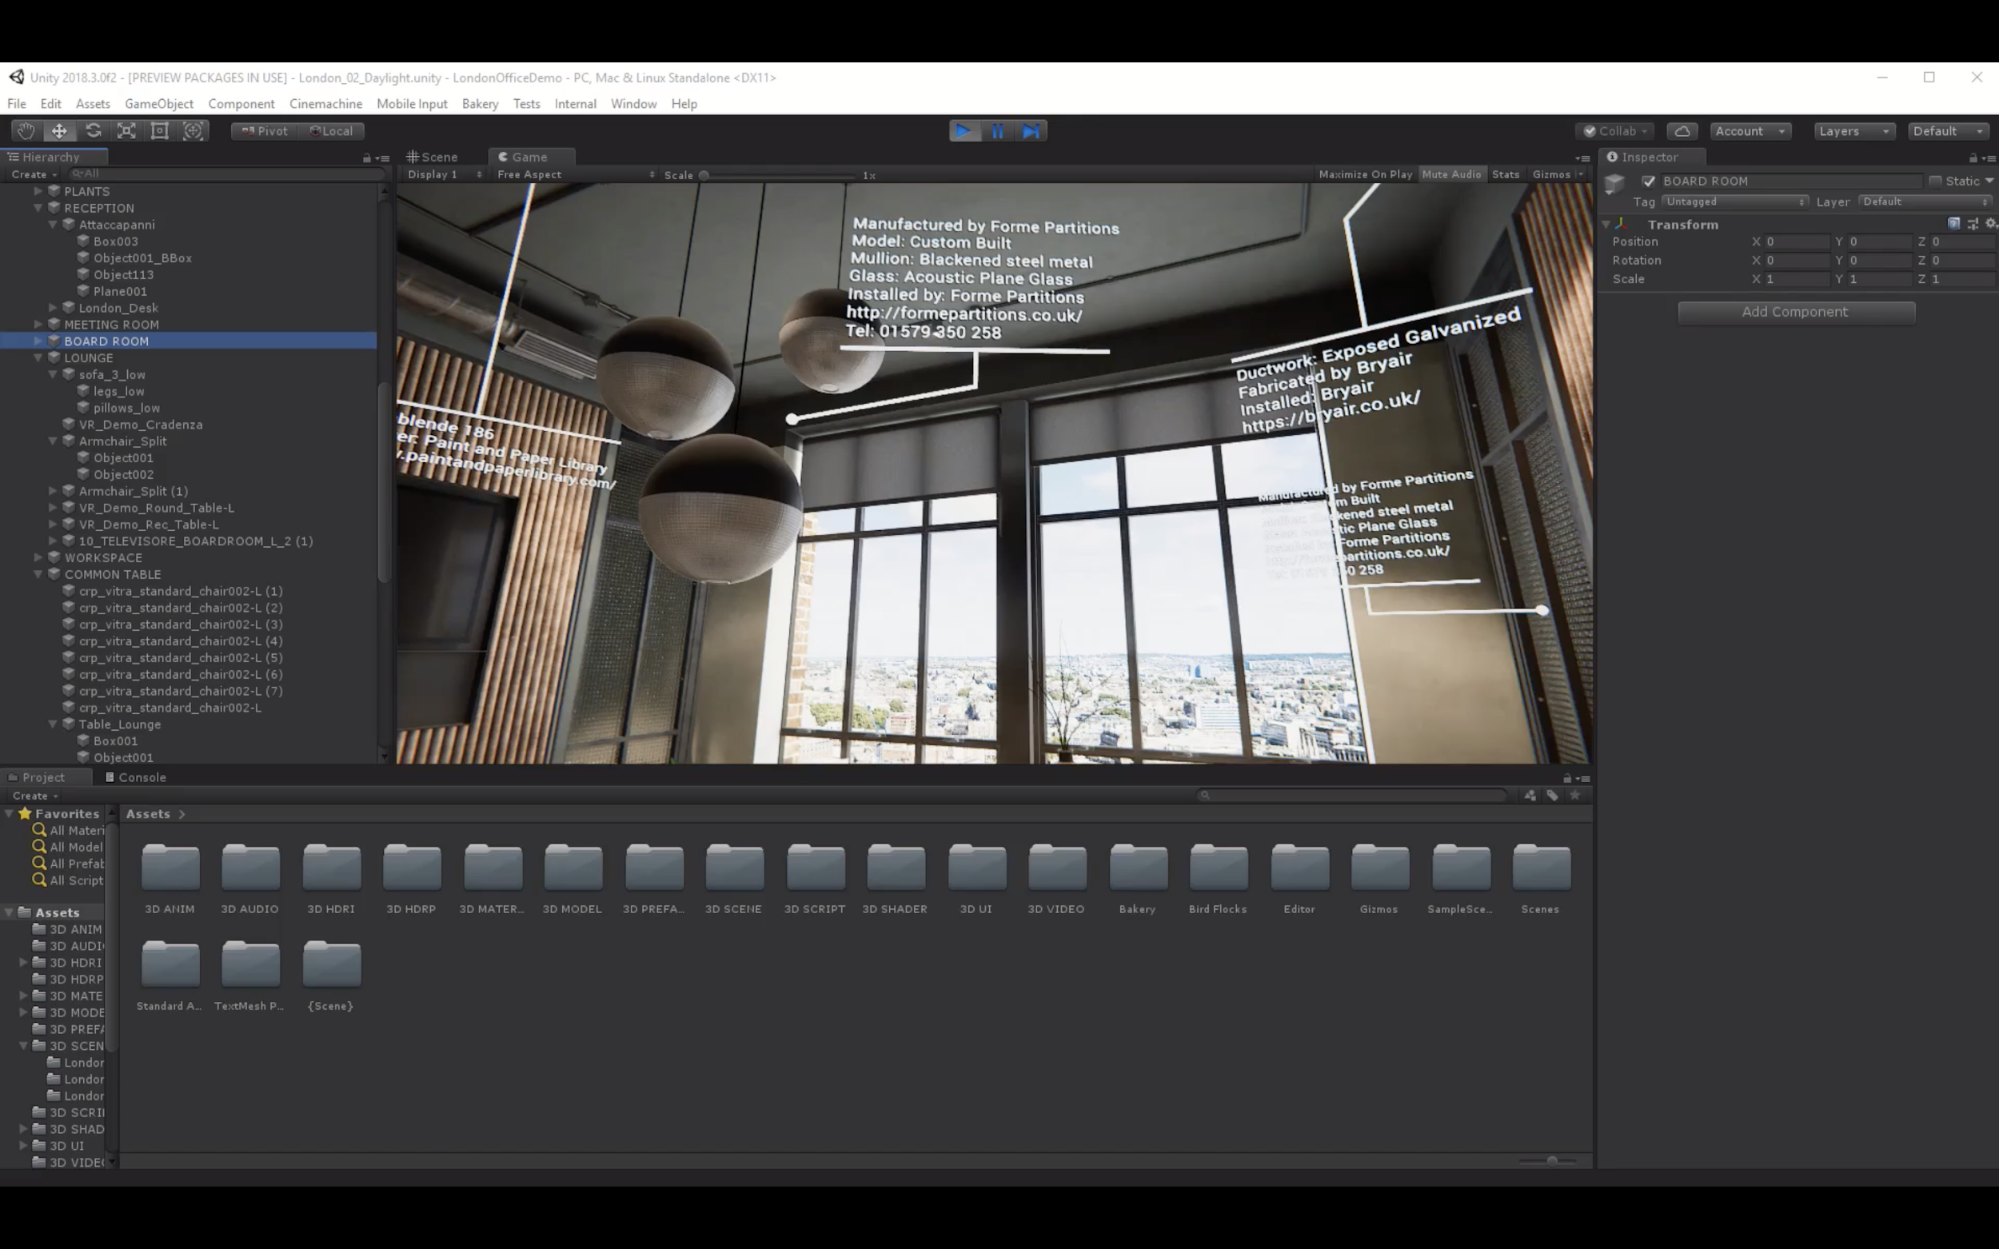 Unity 2018.3.0f2 - [PREVIEW PACKAGES IN USE] - London_02_Daylight.unity - LondonOfficeDemo - PC, Mac & Linux Standalone <DX11>
File Edit Assets GameObject Component Cinemachine Mobile Input Bakery Tests Internal Window Help
Pivot Local Collab Account Layers Default
Hierarchy
Create All
PLANTS
RECEPTION
Attaccapanni
Box003
Object001_BBox
Object113
Plane001
London_Desk
MEETING ROOM
BOARD ROOM
LOUNGE
sofa_3_low
legs_low
pillows_low
VR_Demo_Cradenza
Armchair_Split
Object001
Object002
Armchair_Split (1)
VR_Demo_Round_Table-L
VR_Demo_Rec_Table-L
10_TELEVISORE_BOARDROOM_L_2 (1)
WORKSPACE
COMMON TABLE
crp_vitra_standard_chair002-L (1)
crp_vitra_standard_chair002-L (2)
crp_vitra_standard_chair002-L (3)
crp_vitra_standard_chair002-L (4)
crp_vitra_standard_chair002-L (5)
crp_vitra_standard_chair002-L (6)
crp_vitra_standard_chair002-L (7)
crp_vitra_standard_chair002-L
Table_Lounge
Box001
Object001
Scene Game
Display 1 Free Aspect Scale 1x Maximize On Play Mute Audio Stats Gizmos
Manufactured by Forme Partitions
Model: Custom Built
Mullion: Blackened steel metal
Glass: Acoustic Plane Glass
Installed by: Forme Partitions
http://formepartitions.co.uk/
Tel: 01579 350 258
Ductwork: Exposed Galvanized
Fabricated by Bryair
Installed: Bryair
https://bryair.co.uk/
blende 186
er: Paint and Paper Library
.paintandpaperlibrary.com/
Manufactured by Forme Partitions
om Built
kened steel metal
tic Plane Glass
Forme Partitions
partitions.co.uk/
50 258
Inspector
BOARD ROOM Static
Tag Untagged Layer Default
Transform
Position X 0 Y 0 Z 0
Rotation X 0 Y 0 Z 0
Scale X 1 Y 1 Z 1
Add Component
Project Console
Create
Favorites
All Materi
All Model
All Prefab
All Script
Assets
3D ANIM
3D AUDI
3D HDRI
3D HDRP
3D MATE
3D MODE
3D PREFA
3D SCEN
London
London
London
3D SCRI
3D SHAD
3D UI
3D VIDE
Assets
3D ANIM 3D AUDIO 3D HDRI 3D HDRP 3D MATER... 3D MODEL 3D PREFA... 3D SCENE 3D SCRIPT 3D SHADER 3D UI 3D VIDEO Bakery Bird Flocks Editor Gizmos SampleSce... Scenes
Standard A... TextMesh P... {Scene}